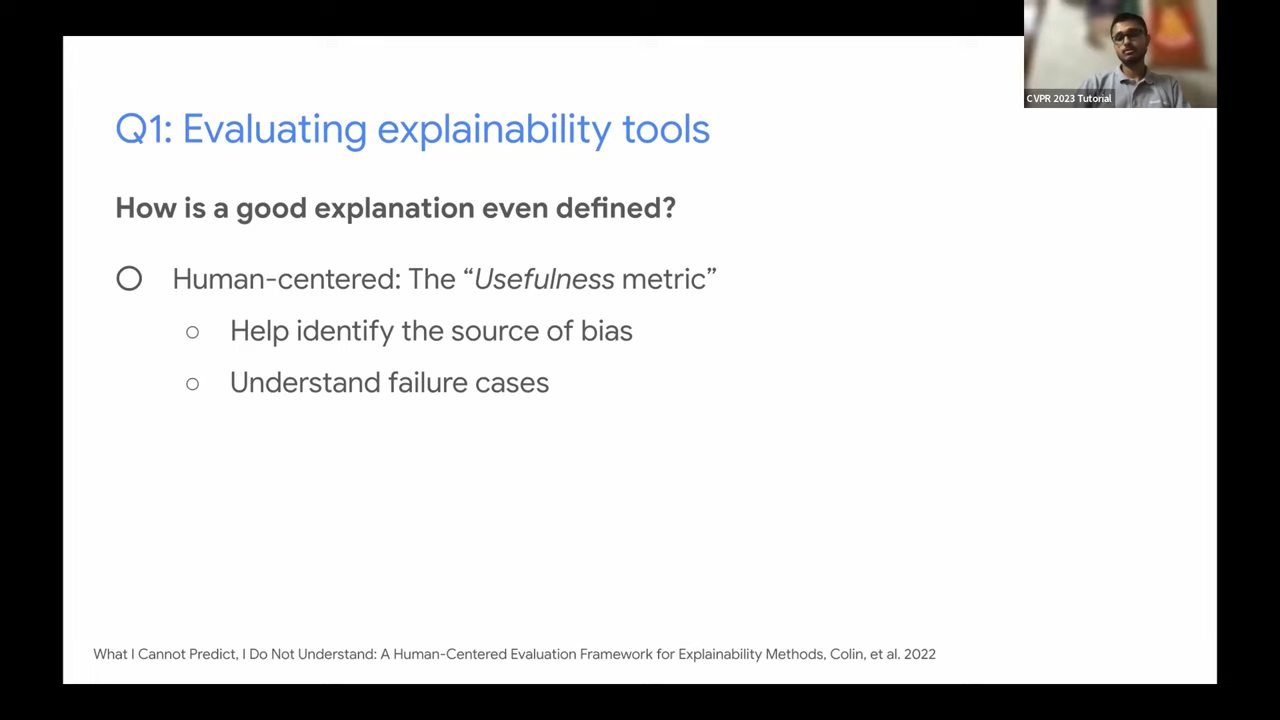 CVPR 2023 Tutorial
Q1: Evaluating explainability tools
How is a good explanation even defined?
Human-centered: The “Usefulness metric”
Help identify the source of bias
Understand failure cases
What I Cannot Predict, I Do Not Understand: A Human-Centered Evaluation Framework for Explainability Methods, Colin, et al. 2022